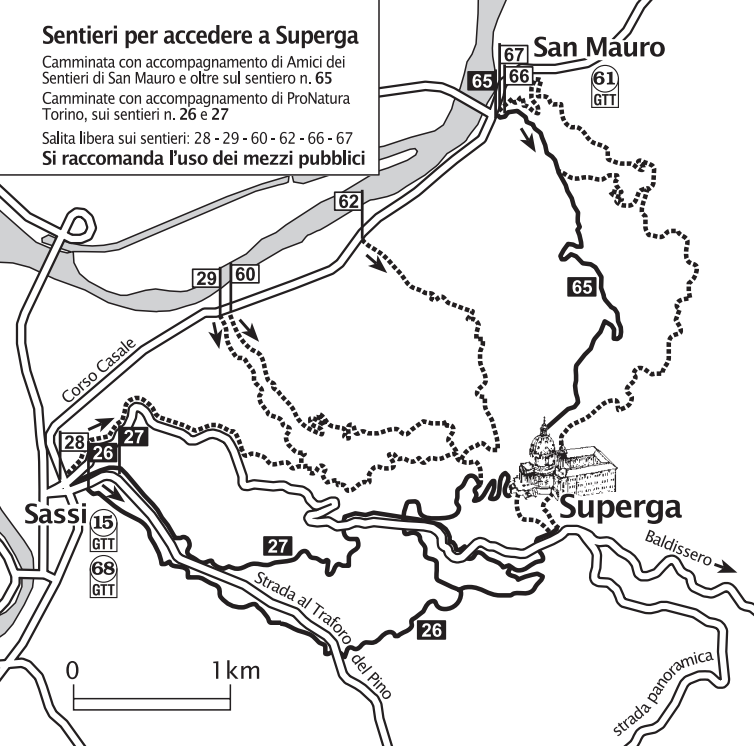 Sentieri per accedere a Superga
Camminata con accompagnamento di Amici dei
Sentieri di San Mauro e oltre sul sentiero n. 65
Camminate con accompagnamento di ProNatura
Torino, sui sentieri n. 26 e 27
Salita libera sui sentieri: 28 - 29 - 60 - 62 - 66 - 67
Si raccomanda l'uso dei mezzi pubblici
67
San Mauro
65
66
61
GTT
62
29
60
65
Corso Casale
28
27
26
Sassi
15
GTT
68
GTT
Superga
27
Baldissero
Strada al Traforo del Pino
26
strada panoramica
0
1km